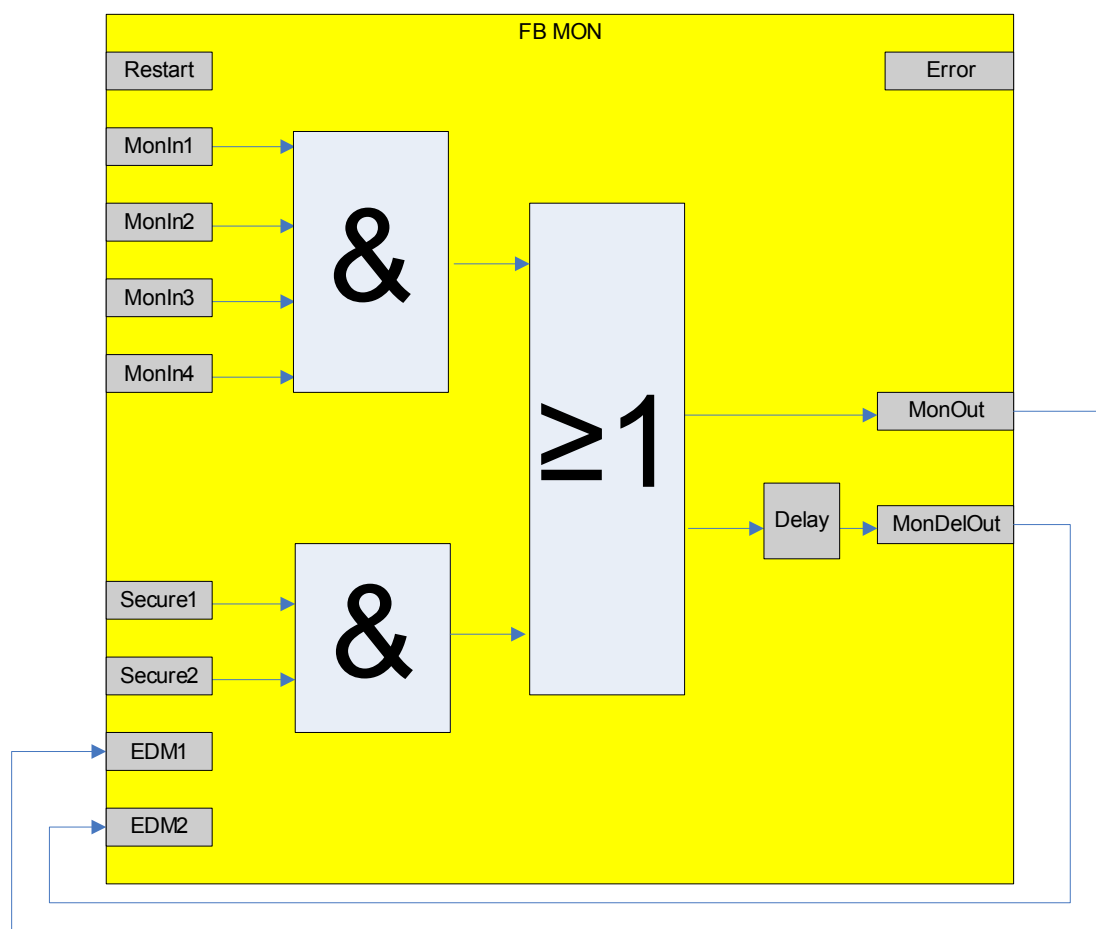 FB MON
Restart
Error
MonIn1
MonIn2
MonIn3
MonIn4
&
≥1
MonOut
Delay
MonDelOut
Secure1
Secure2
&
EDM1
EDM2